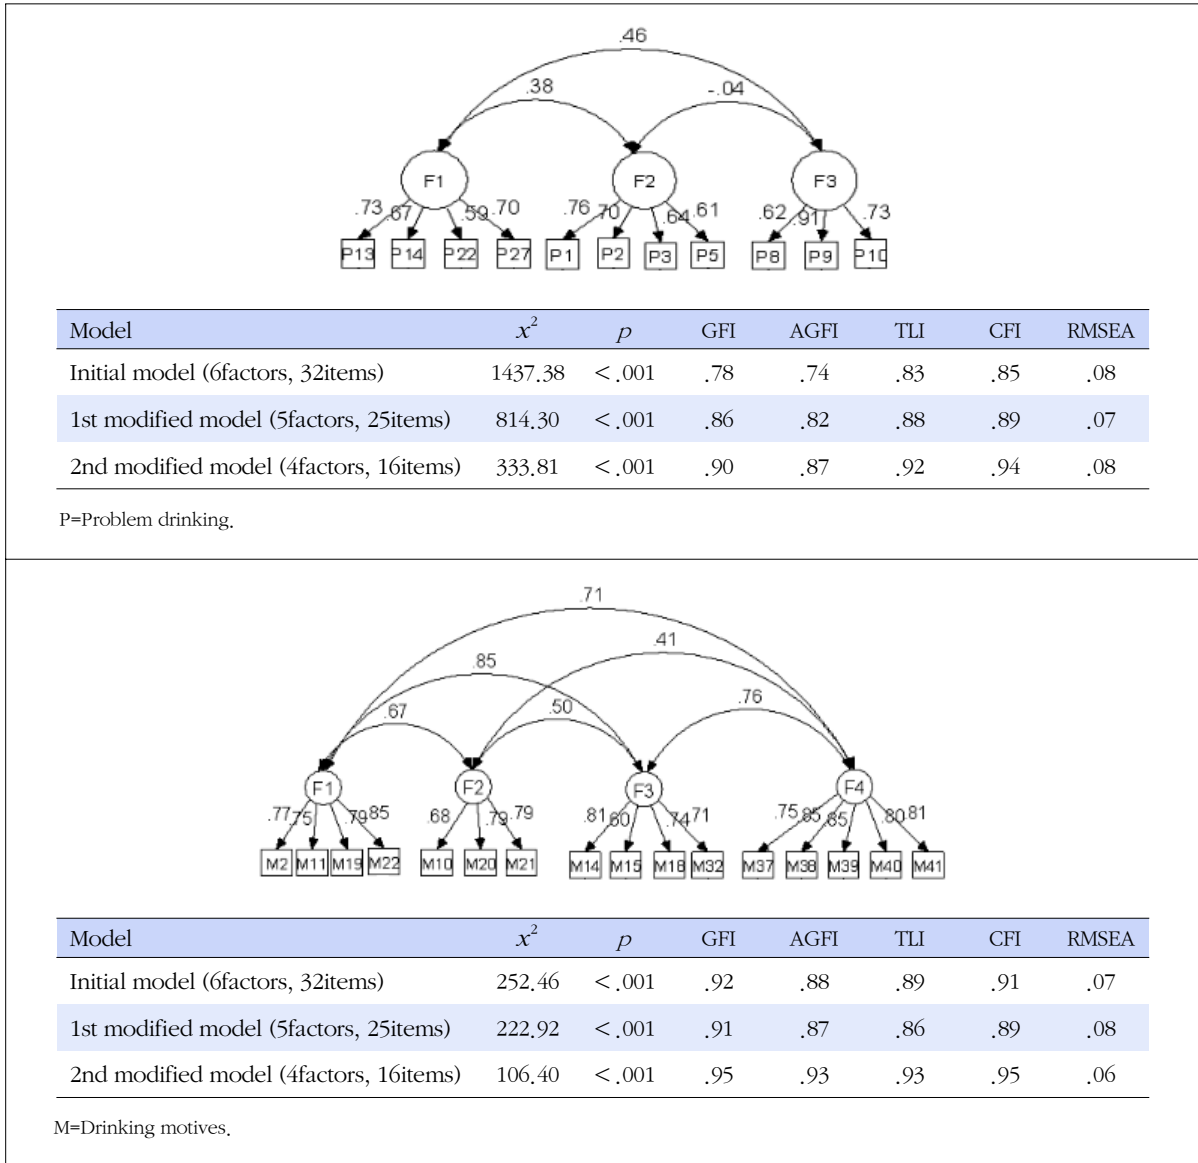 .46
.38 -.04
F1 F2 F3
.73 .67 .59 .70 .76 .70 .64 .61 .62 .91 .73
P13 P14 P22 P27 P1 P2 P3 P5 P8 P9 P10
Model x² p GFI AGFI TLI CFI RMSEA
Initial model (6factors, 32items) 1437.38 <.001 .78 .74 .83 .85 .08
1st modified model (5factors, 25items) 814.30 <.001 .86 .82 .88 .89 .07
2nd modified model (4factors, 16items) 333.81 <.001 .90 .87 .92 .94 .08
P=Problem drinking.
.71
.41
.85
.76
.67 .50
F1 F2 F3 F4
.77 .75 .79 .85 .68 .79 .79 .81 .60 .74 .71 .75 .85 .85 .80 .81
M2 M11 M19 M22 M10 M20 M21 M14 M15 M18 M32 M37 M38 M39 M40 M41
Model x² p GFI AGFI TLI CFI RMSEA
Initial model (6factors, 32items) 252.46 <.001 .92 .88 .89 .91 .07
1st modified model (5factors, 25items) 222.92 <.001 .91 .87 .86 .89 .08
2nd modified model (4factors, 16items) 106.40 <.001 .95 .93 .93 .95 .06
M=Drinking motives.